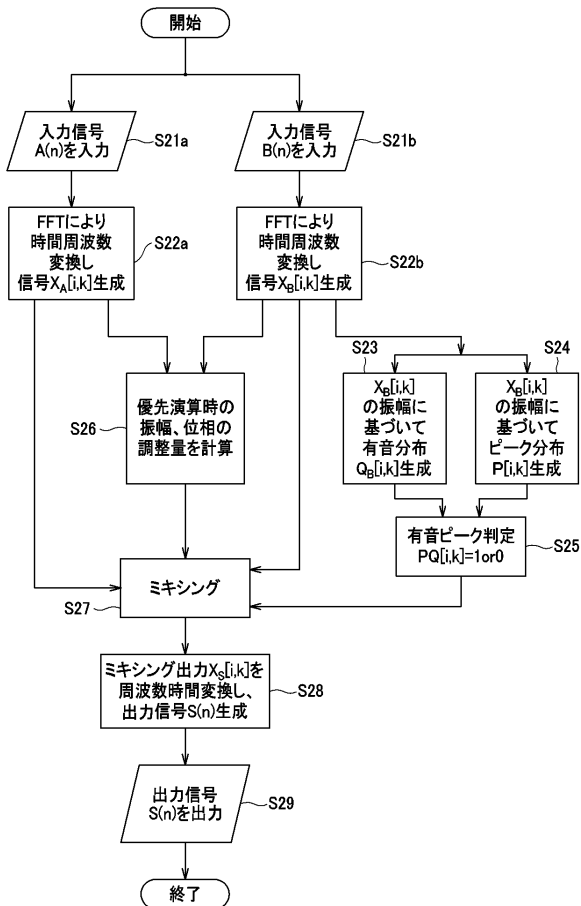 開始
入力信号
A(n)を入力
S21a
入力信号
B(n)を入力
S21b
FFTにより
時間周波数
変換し
信号X_A[i,k]生成
S22a
FFTにより
時間周波数
変換し
信号X_B[i,k]生成
S22b
S23
S24
優先演算時の
振幅、位相の
調整量を計算
S26
X_B[i,k]
の振幅に
基づいて
有音分布
Q_B[i,k]生成
X_B[i,k]
の振幅に
基づいて
ピーク分布
P[i,k]生成
有音ピーク判定
PQ[i,k]=1or0
S25
ミキシング
S27
ミキシング出力X_S[i,k]を
周波数時間変換し、
出力信号S(n)生成
S28
出力信号
S(n)を出力
S29
終了